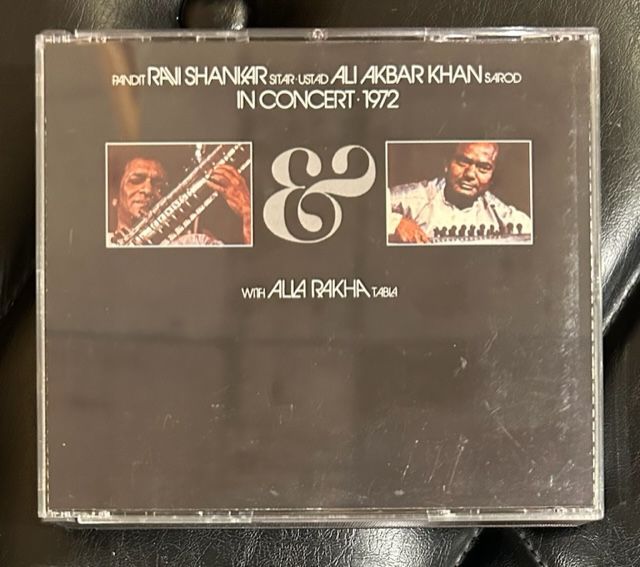 PANDIT RAVI SHANKAR SITAR · USTAD ALI AKBAR KHAN SAROD
IN CONCERT · 1972
&
WITH ALLA RAKHA TABLA